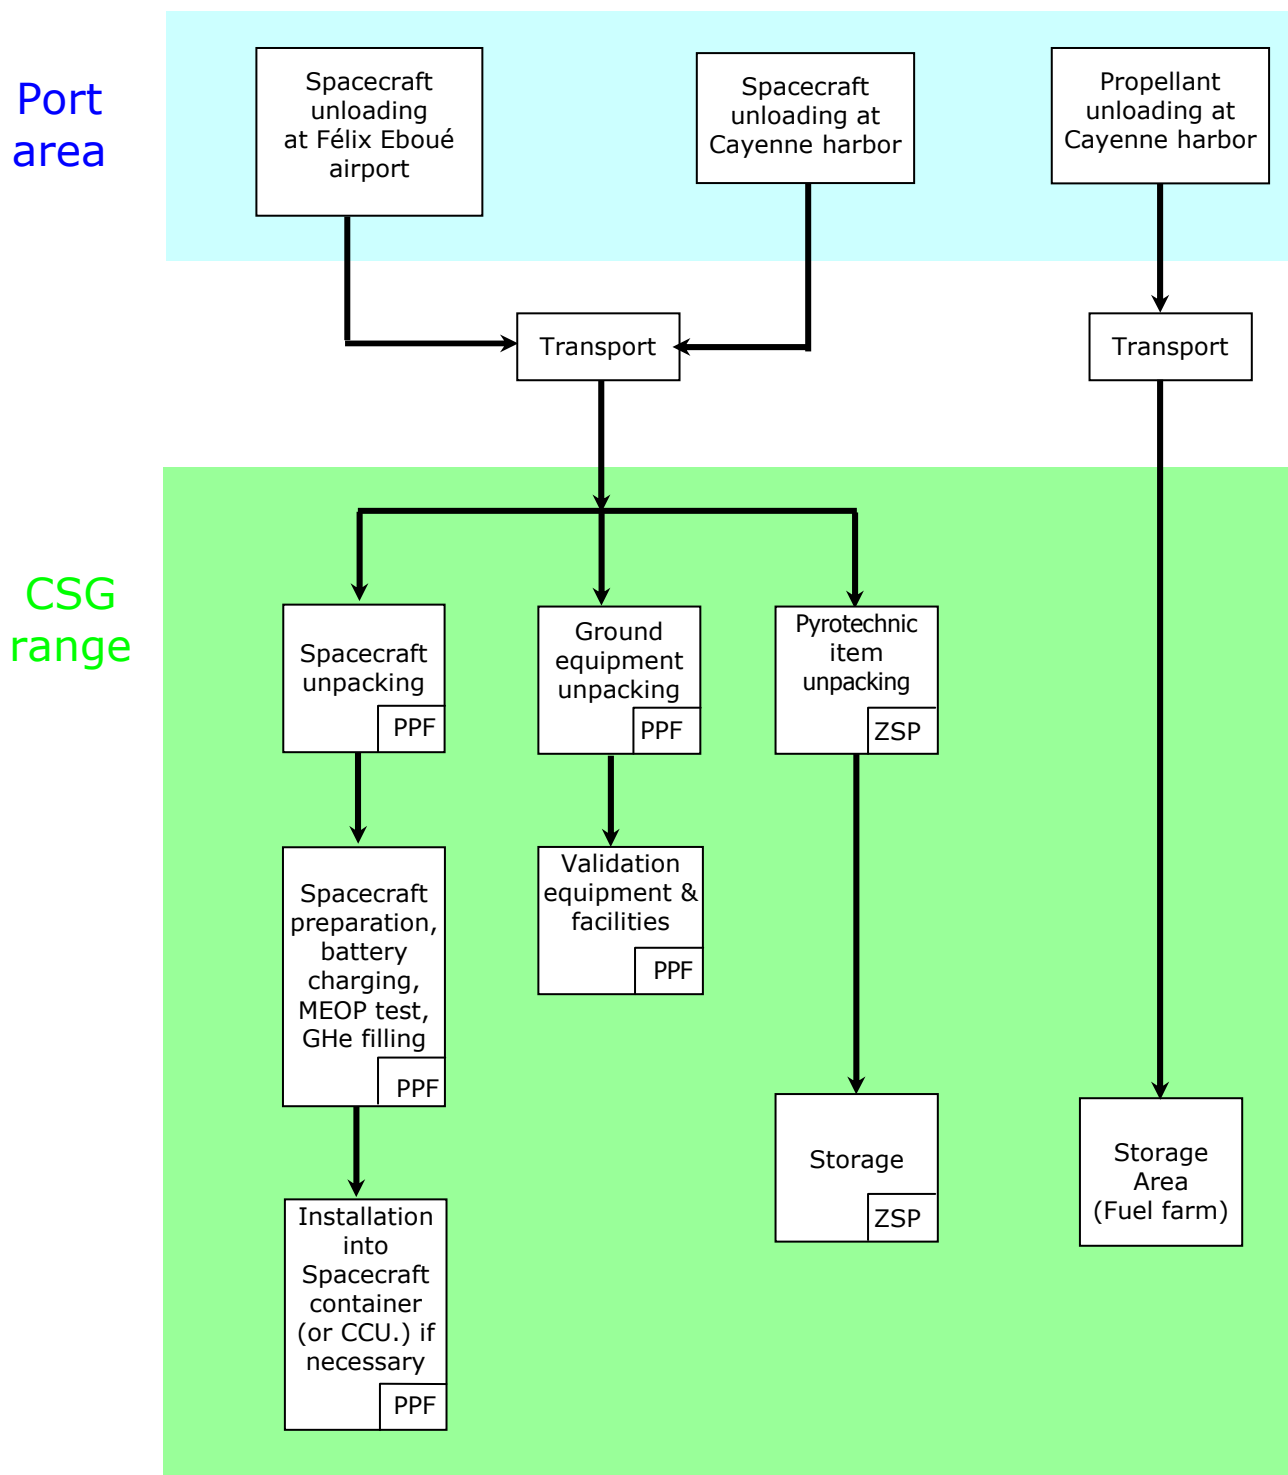 Port
area
Spacecraft
unloading
at Félix Eboué
airport
Spacecraft
unloading at
Cayenne harbor
Propellant
unloading at
Cayenne harbor
Transport
Transport
CSG
range
Spacecraft
unpacking
PPF
Ground
equipment
unpacking
PPF
Pyrotechnic
item
unpacking
ZSP
Spacecraft
preparation,
battery
charging,
MEOP test,
GHe filling
PPF
Validation
equipment &
facilities
PPF
Storage
ZSP
Storage
Area
(Fuel farm)
Installation
into
Spacecraft
container
(or CCU.) if
necessary
PPF